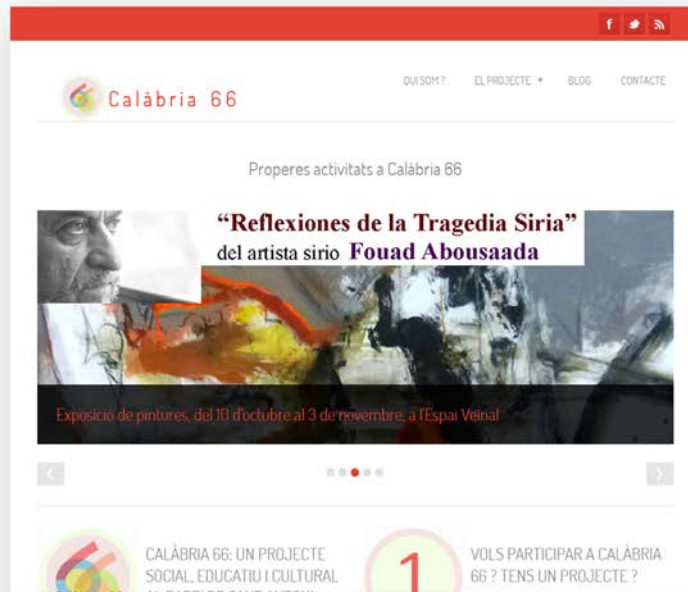 QUI SOM ?
EL PROJECTE +
BLOG
CONTACTE
Calàbria 66
Properes activitats a Calàbria 66
“Reflexiones de la Tragedia Siria”
del artista sirio Fouad Abousaada
Exposició de pintures, del 10 d'octubre al 3 de novembre, a l'Espai Veïnal
CALÀBRIA 66: UN PROJECTE
SOCIAL, EDUCATIU I CULTURAL
1
VOLS PARTICIPAR A CALÀBRIA
66 ? TENS UN PROJECTE ?